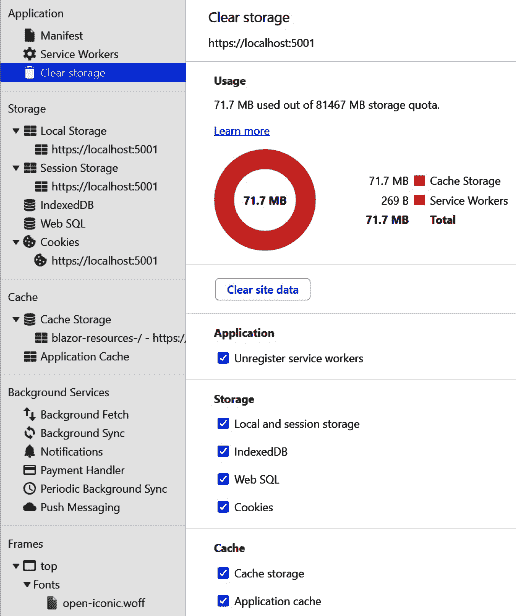 Application
Manifest
Service Workers
Clear storage
Storage
Local Storage
https://localhost:5001
Session Storage
https://localhost:5001
IndexedDB
Web SQL
Cookies
https://localhost:5001
Cache
Cache Storage
blazor-resources-/ - https:/
Application Cache
Background Services
Background Fetch
Background Sync
Notifications
Payment Handler
Periodic Background Sync
Push Messaging
Frames
top
Fonts
open-iconic.woff
Clear storage
https://localhost:5001
Usage
71.7 MB used out of 81467 MB storage quota.
Learn more
71.7 MB
71.7 MB Cache Storage
269 B Service Workers
71.7 MB Total
Clear site data
Application
Unregister service workers
Storage
Local and session storage
IndexedDB
Web SQL
Cookies
Cache
Cache storage
Application cache